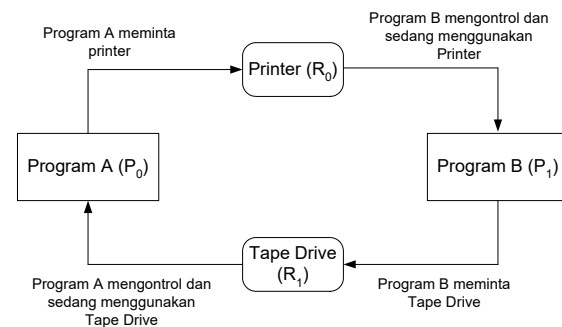 Program A meminta
printer
Program B mengontrol dan
sedang menggunakan
Printer
Printer (R0)
Program A (P0)
Program B (P1)
Tape Drive
(R1)
Program A mengontrol dan
sedang menggunakan
Tape Drive
Program B meminta
Tape Drive